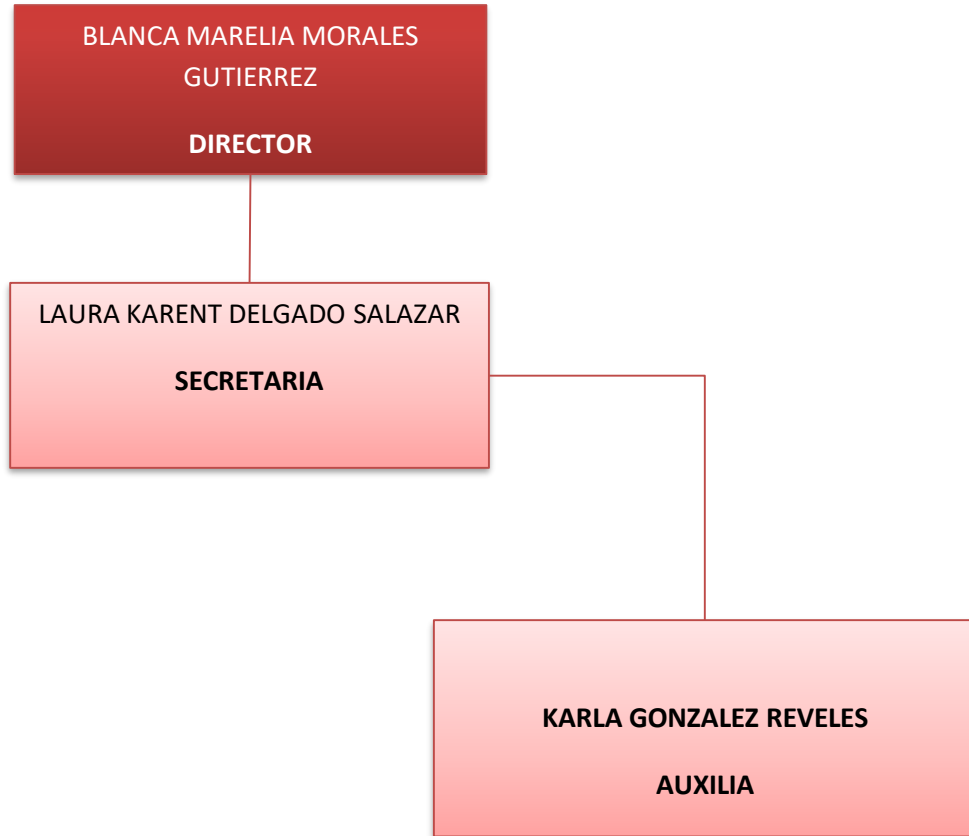 BLANCA MARELIA MORALES
GUTIERREZ
DIRECTOR
LAURA KARENT DELGADO SALAZAR
SECRETARIA
KARLA GONZALEZ REVELES
AUXILIA